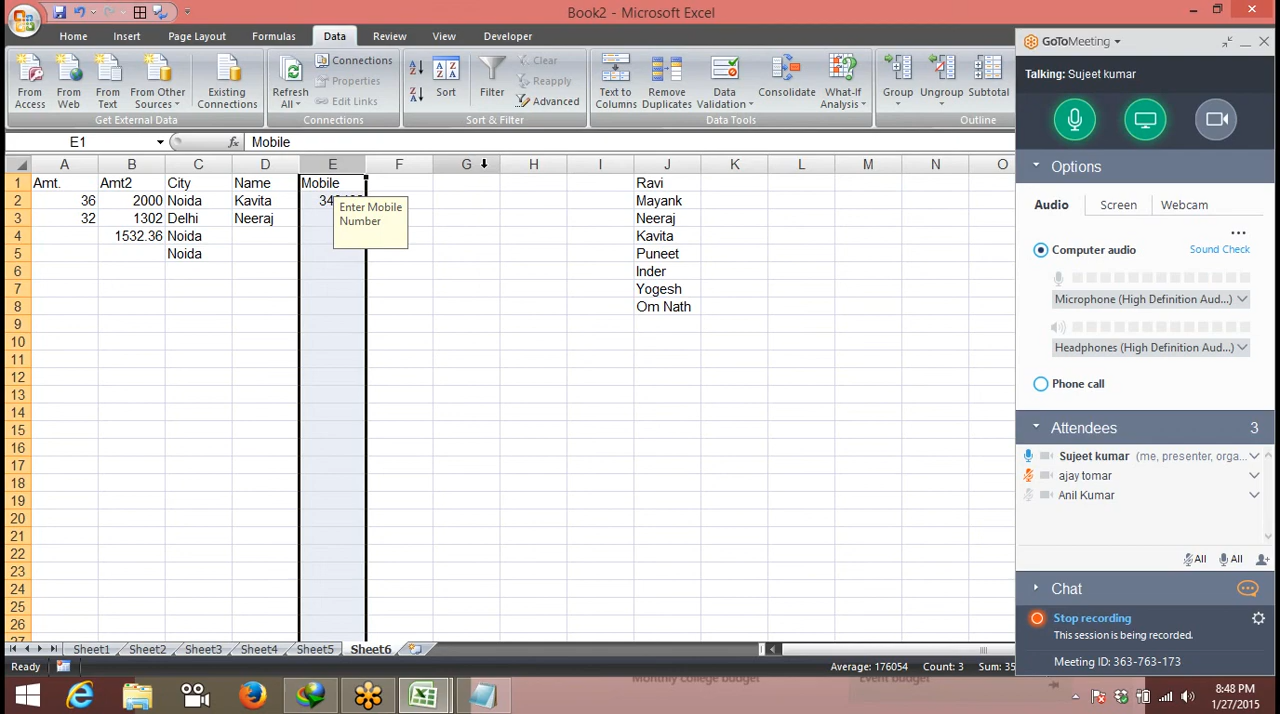 Book2 - Microsoft Excel
Home Insert Page Layout Formulas Data Review View Developer
From Access
From Web
From Text
From Other Sources
Existing Connections
Get External Data
Refresh All
Connections
Properties
Edit Links
Connections
Sort
Filter
Clear
Reapply
Advanced
Sort & Filter
Text to Columns
Remove Duplicates
Data Validation
Consolidate
What-If Analysis
Data Tools
Group
Ungroup
Subtotal
Outline
E1 fx Mobile
A B C D E F G H I J K L M N O
1 Amt. Amt2 City Name Mobile Ravi
2 36 2000 Noida Kavita Mayank
3 32 1302 Delhi Neeraj Neeraj
4 1532.36 Noida Kavita
5 Noida Puneet
6 Inder
7 Yogesh
8 Om Nath
9
10
11
12
13
14
15
16
17
18
19
20
21
22
23
24
25
26
27
Enter Mobile
Number
Sheet1 Sheet2 Sheet3 Sheet4 Sheet5 Sheet6
Ready Average: 176054 Count: 3 Sum: 35
GoToMeeting
Talking: Sujeet kumar
Options
Audio Screen Webcam
Computer audio Sound Check
Microphone (High Definition Aud...)
Headphones (High Definition Aud...)
Phone call
Attendees 3
Sujeet kumar (me, presenter, orga...
ajay tomar
Anil Kumar
All All
Chat
Stop recording
This session is being recorded.
Meeting ID: 363-763-173
Monthly college budget Event budget
8:48 PM
1/27/2015